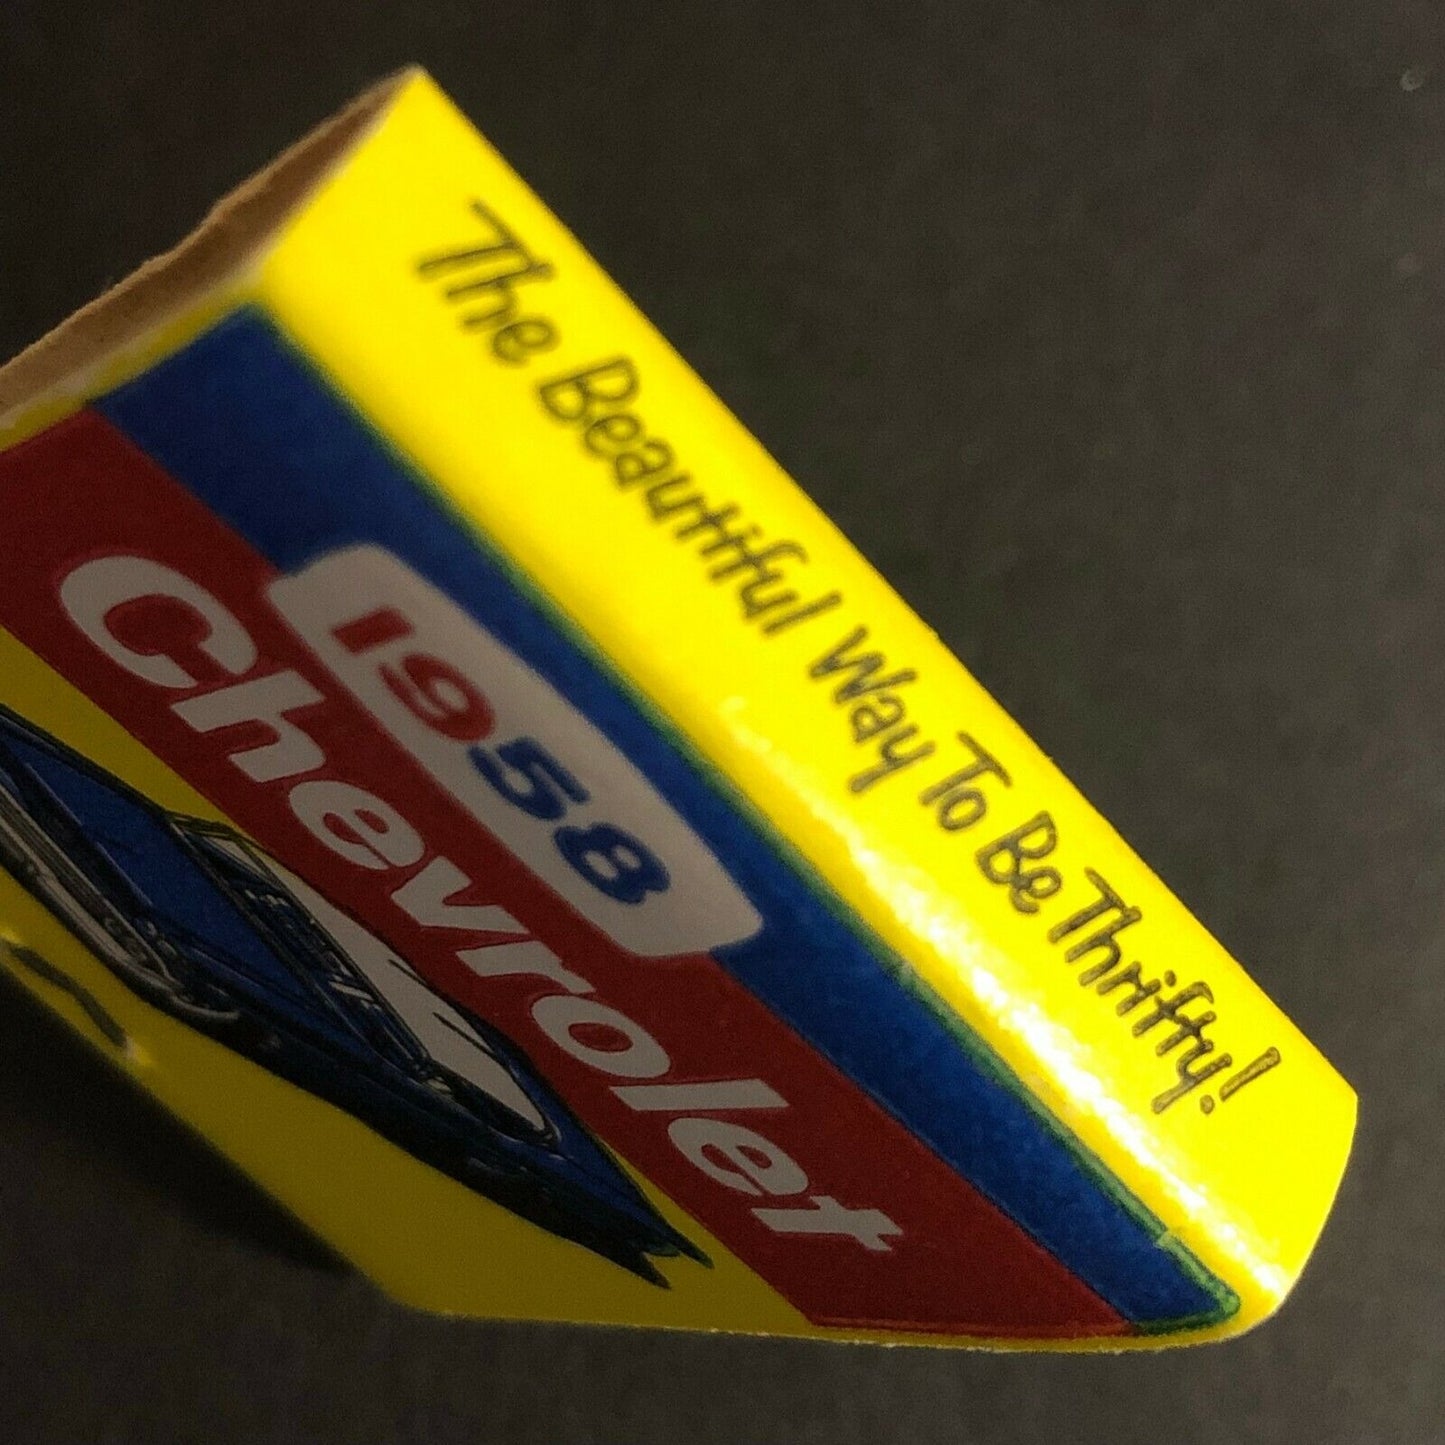 The Beautiful Way To Be Thrifty!
1958
Chevrolet